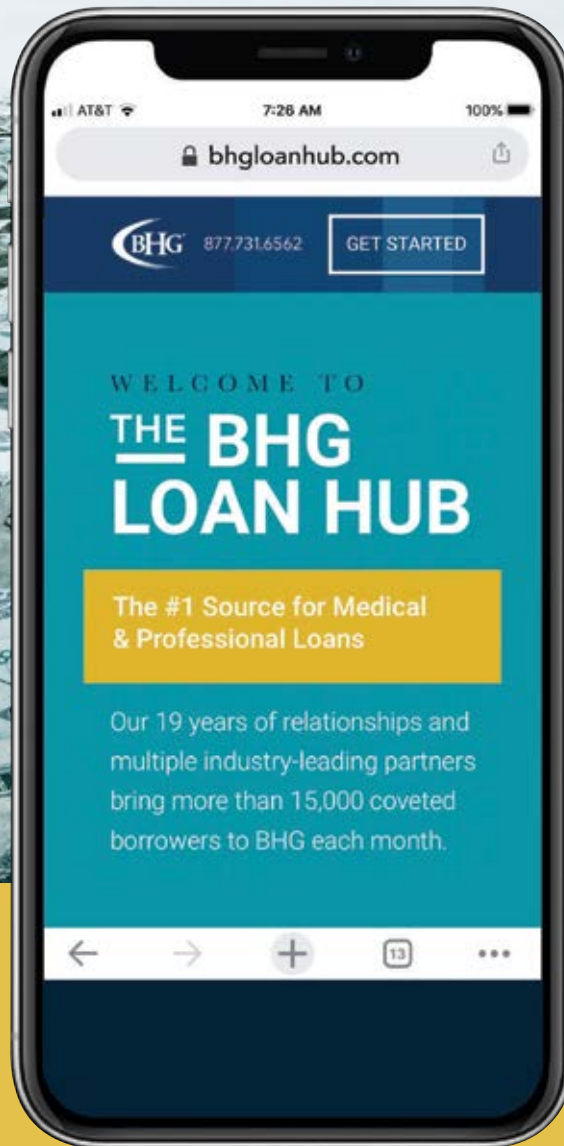 AT&T 7:26 AM 100%
bhgloanhub.com
BHG 877.731.6562 GET STARTED
WELCOME TO
THE BHG
LOAN HUB
The #1 Source for Medical
& Professional Loans
Our 19 years of relationships and
multiple industry-leading partners
bring more than 15,000 coveted
borrowers to BHG each month.
13